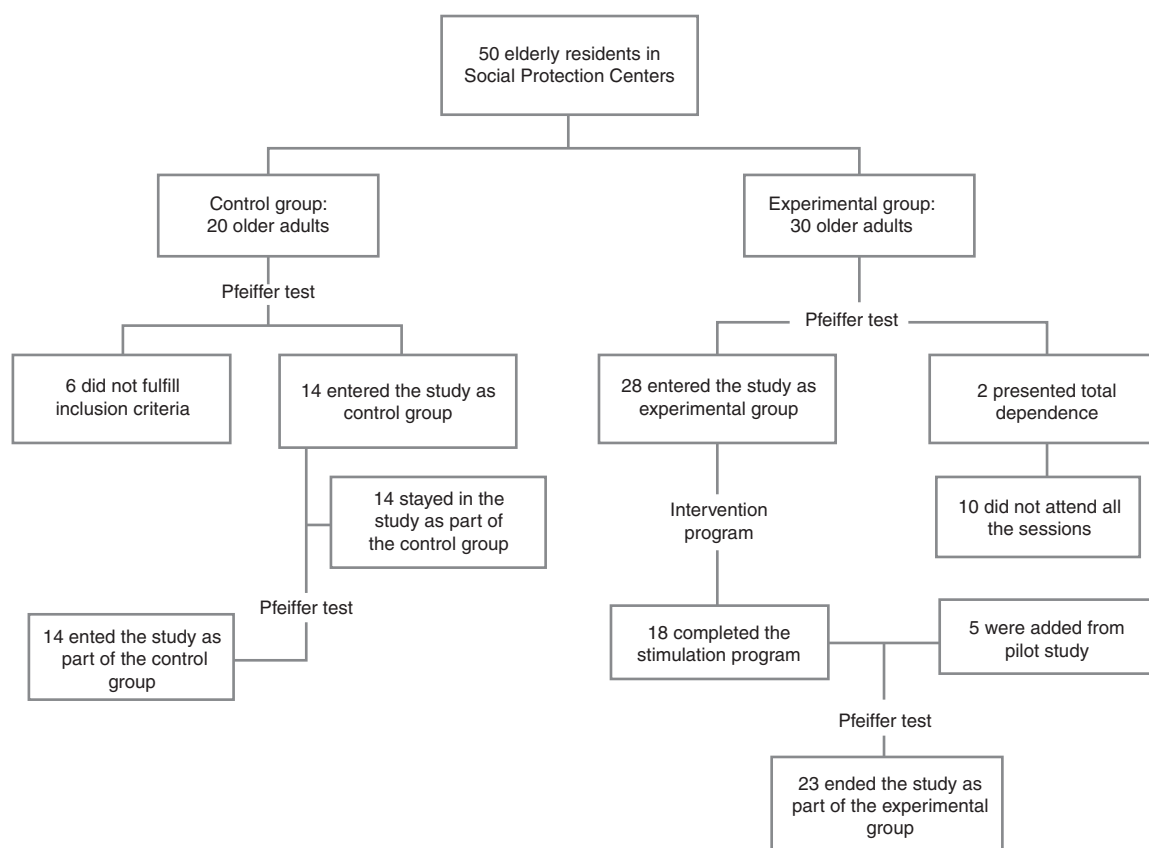 50 elderly residents in
Social Protection Centers
Control group:
20 older adults
Experimental group:
30 older adults
Pfeiffer test
Pfeiffer test
6 did not fulfill
inclusion criteria
14 entered the study as
control group
28 entered the study as
experimental group
2 presented total
dependence
14 stayed in the
study as part of
the control group
Intervention
program
10 did not attend all
the sessions
Pfeiffer test
14 ented the study as
part of the control
group
18 completed the
stimulation program
5 were added from
pilot study
Pfeiffer test
23 ended the study as
part of the experimental
group